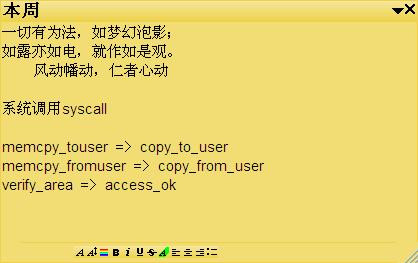 本周
一切有为法，如梦幻泡影；
如露亦如电，就作如是观。
风动幡动，仁者心动
系统调用syscall
memcpy_touser => copy_to_user
memcpy_fromuser => copy_from_user
verify_area => access_ok